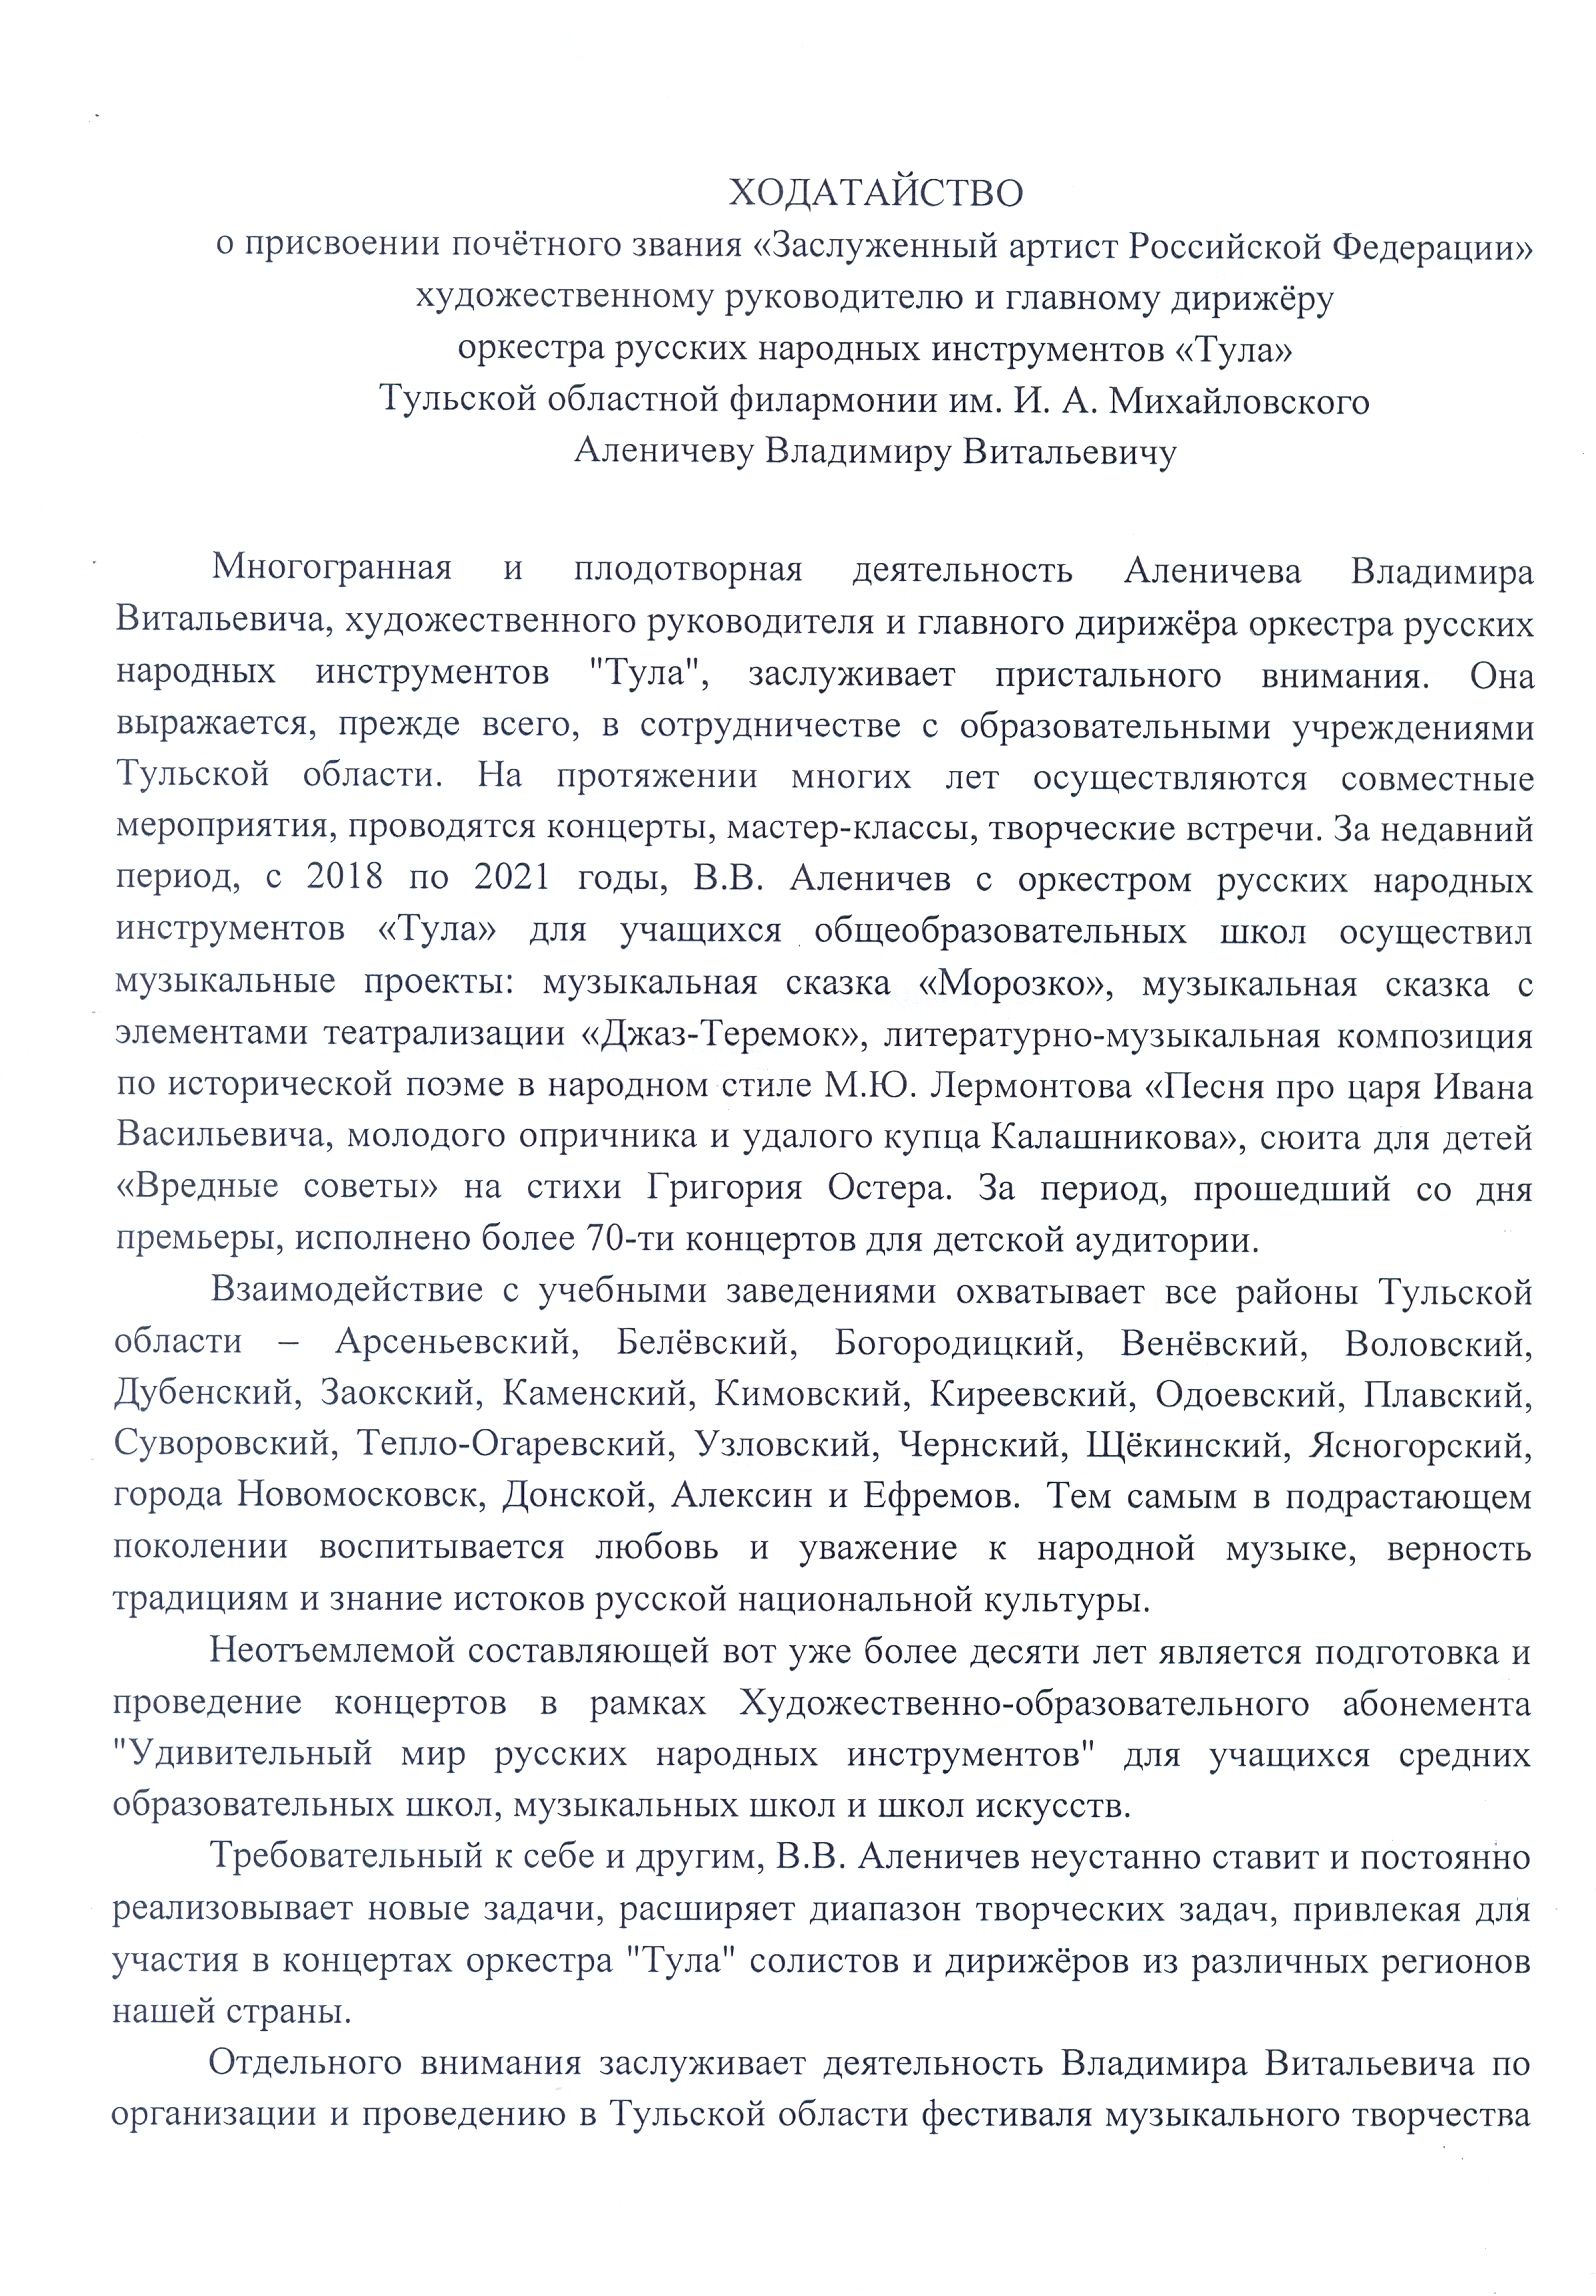 ХОДАТАЙСТВО
о присвоении почётного звания «Заслуженный артист Российской Федерации»
художественному руководителю и главному дирижёру
оркестра русских народных инструментов «Тула»
Тульской областной филармонии им. И. А. Михайловского
Аленичеву Владимиру Витальевичу
Многогранная и плодотворная деятельность Аленичева Владимира
Витальевича, художественного руководителя и главного дирижёра оркестра русских
народных инструментов "Тула", заслуживает пристального внимания. Она
выражается, прежде всего, в сотрудничестве с образовательными учреждениями
Тульской области. На протяжении многих лет осуществляются совместные
мероприятия, проводятся концерты, мастер-классы, творческие встречи. За недавний
период, с 2018 по 2021 годы, В.В. Аленичев с оркестром русских народных
инструментов «Тула» для учащихся общеобразовательных школ осуществил
музыкальные проекты: музыкальная сказка «Морозко», музыкальная сказка с
элементами театрализации «Джаз-Теремок», литературно-музыкальная композиция
по исторической поэме в народном стиле М.Ю. Лермонтова «Песня про царя Ивана
Васильевича, молодого опричника и удалого купца Калашникова», сюита для детей
«Вредные советы» на стихи Григория Остера. За период, прошедший со дня
премьеры, исполнено более 70-ти концертов для детской аудитории.
Взаимодействие с учебными заведениями охватывает все районы Тульской
области – Арсеньевский, Белёвский, Богородицкий, Венёвский, Воловский,
Дубенский, Заокский, Каменский, Кимовский, Киреевский, Одоевский, Плавский,
Суворовский, Тепло-Огаревский, Узловский, Чернский, Щёкинский, Ясногорский,
города Новомосковск, Донской, Алексин и Ефремов. Тем самым в подрастающем
поколении воспитывается любовь и уважение к народной музыке, верность
традициям и знание истоков русской национальной культуры.
Неотъемлемой составляющей вот уже более десяти лет является подготовка и
проведение концертов в рамках Художественно-образовательного абонемента
"Удивительный мир русских народных инструментов" для учащихся средних
образовательных школ, музыкальных школ и школ искусств.
Требовательный к себе и другим, В.В. Аленичев неустанно ставит и постоянно
реализовывает новые задачи, расширяет диапазон творческих задач, привлекая для
участия в концертах оркестра "Тула" солистов и дирижёров из различных регионов
нашей страны.
Отдельного внимания заслуживает деятельность Владимира Витальевича по
организации и проведению в Тульской области фестиваля музыкального творчества